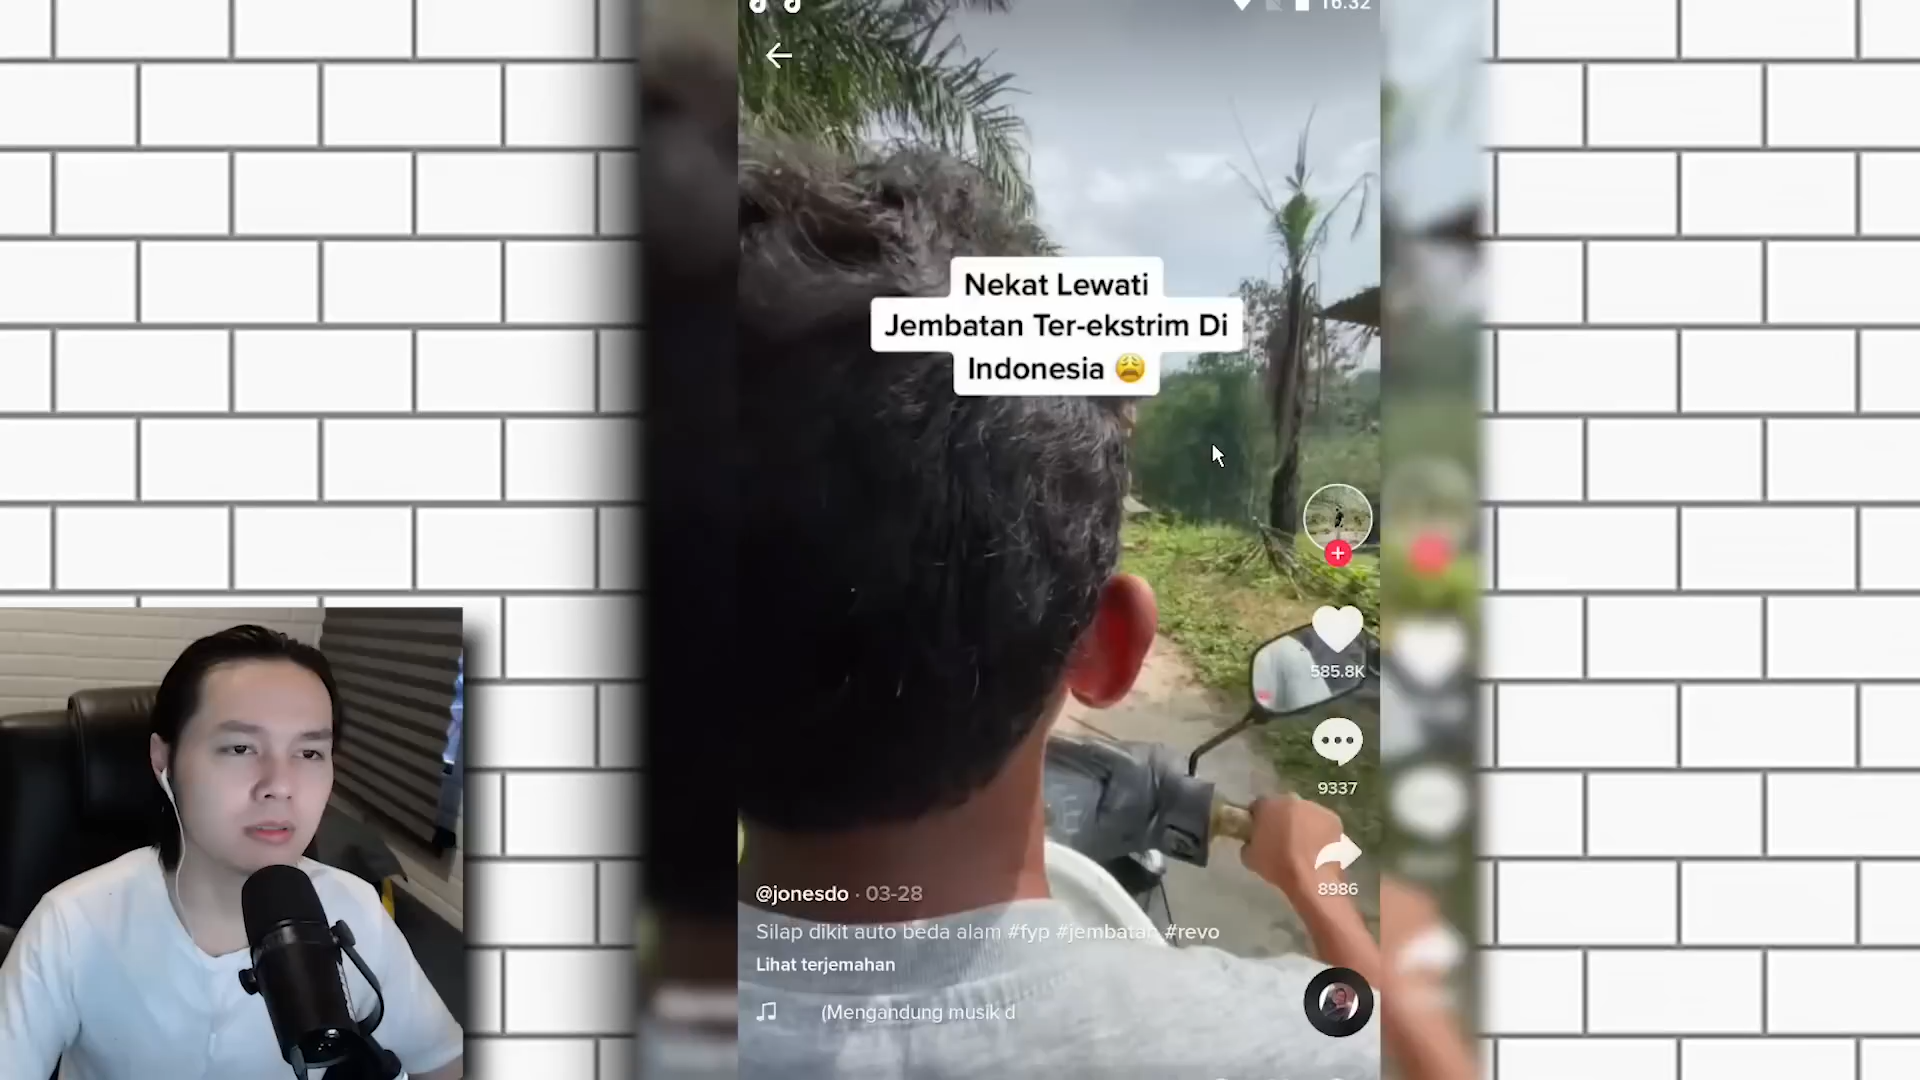 16:32
Nekat Lewati
Jembatan Ter-ekstrim Di
Indonesia 😩
585.8K
9337
8986
@jonesdo · 03-28
Silap dikit auto beda alam #fyp #jembatan #revo
Lihat terjemahan
(Mengandung musik d